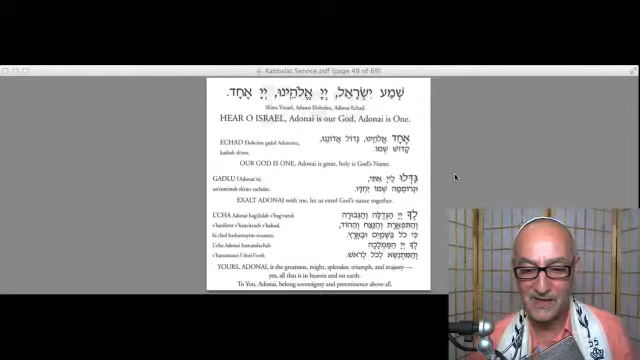 Kabbalat Service.pdf (page 49 of 69)
שְׁמַע יִשְׂרָאֵל, יְיָ אֱלֹהֵינוּ, יְיָ אֶחָד.
Sh'ma Yisrael, Adonai Eloheinu, Adonai Echad.
HEAR O ISRAEL, Adonai is our God, Adonai is One.
אֶחָד אֱלֹהֵינוּ, גָּדוֹל אֲדוֹנֵנוּ,
קָדוֹשׁ שְׁמוֹ.
ECHAD Eloheinu gadol Adoneinu,
kadosh sh'mo.
OUR GOD IS ONE, Adonai is great, holy is God's Name.
גַּדְּלוּ לַיְיָ אִתִּי,
וּנְרוֹמְמָה שְׁמוֹ יַחְדָּו.
GADLU l'Adonai iti,
un'rom'mah sh'mo yachdav.
EXALT ADONAI with me, let us extol God's name together.
לְךָ יְיָ הַגְּדֻלָּה וְהַגְּבוּרָה
וְהַתִּפְאֶרֶת וְהַנֵּצַח וְהַהוֹד,
כִּי כֹל בַּשָּׁמַיִם וּבָאָרֶץ.
לְךָ יְיָ הַמַּמְלָכָה
וְהַמִּתְנַשֵּׂא לְכֹל לְרֹאשׁ.
L'CHA Adonai hag'dulah v'hag'vurah
v'hatiferet v'haneitzach v'hahod,
ki chol bashamayim uvaaretz.
L'cha Adonai hamamlachah
v'hamitnasei l'chol l'rosh.
YOURS, ADONAI, is the greatness, might, splendor, triumph, and majesty —
yes, all that is in heaven and on earth.
To You, Adonai, belong sovereignty and preeminence above all.